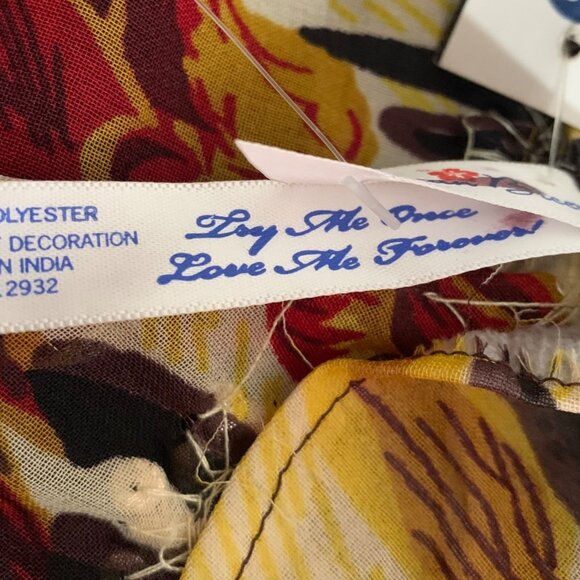 OLYESTER
DECORATION
N INDIA
2932
Try Me Once
Love Me Forever!